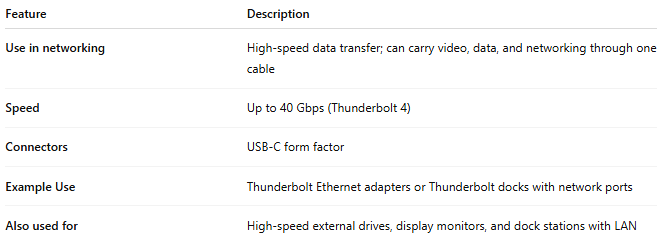 Feature Description
Use in networking High-speed data transfer; can carry video, data, and networking through one
cable
Speed Up to 40 Gbps (Thunderbolt 4)
Connectors USB-C form factor
Example Use Thunderbolt Ethernet adapters or Thunderbolt docks with network ports
Also used for High-speed external drives, display monitors, and dock stations with LAN